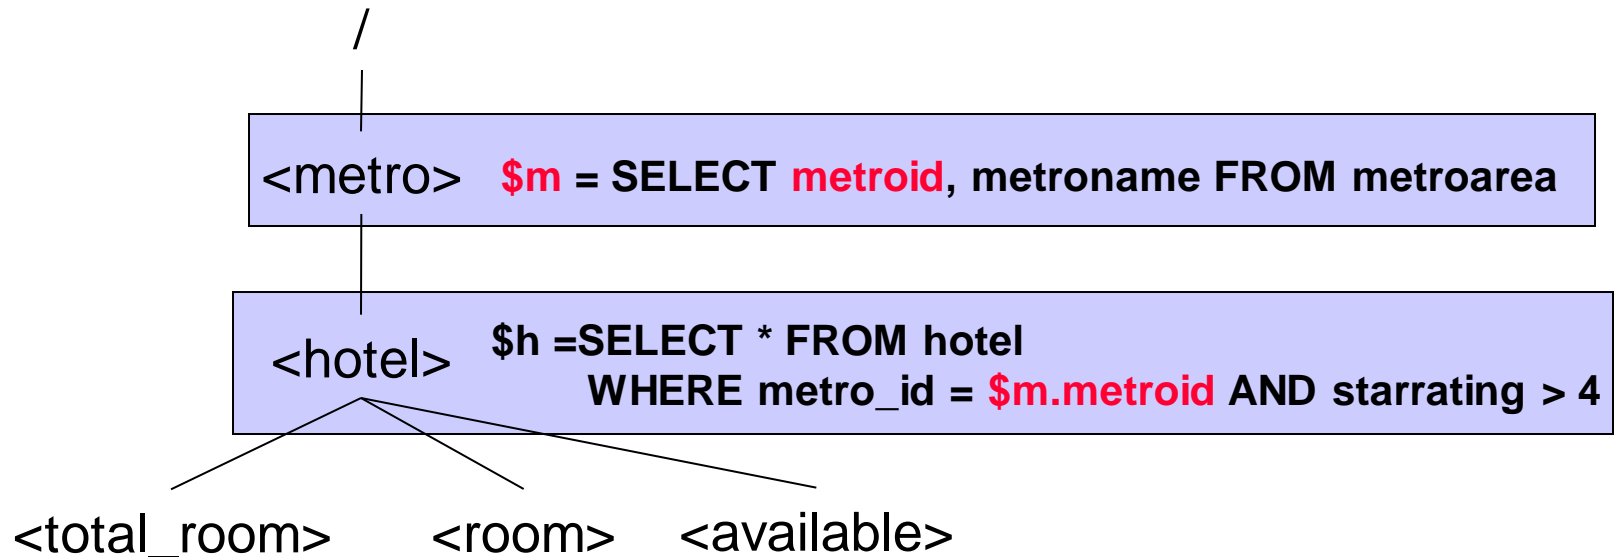 /
<metro> $m = SELECT metroid, metroname FROM metroarea
<hotel> $h =SELECT * FROM hotel
WHERE metro_id = $m.metroid AND starrating > 4
<total_room> <room> <available>